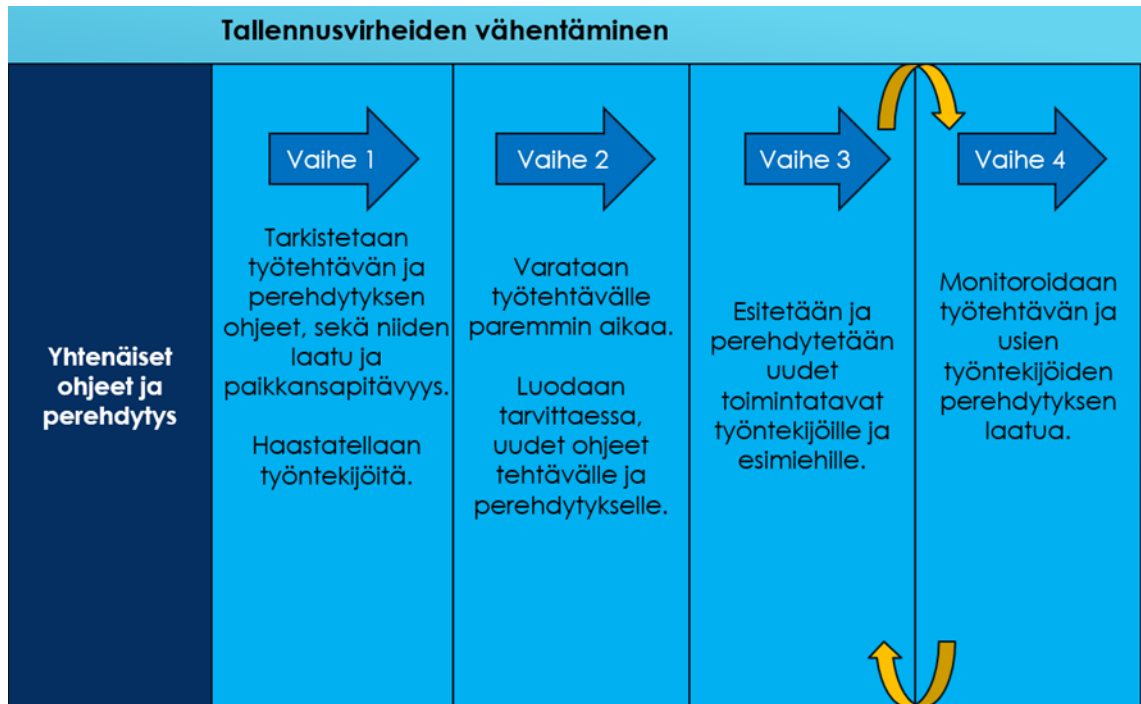 Tallennusvirheiden vähentäminen
Yhtenäiset
ohjeet ja
perehdytys
Vaihe 1
Tarkistetaan
työtehtävän ja
perehdytyksen
ohjeet, sekä niiden
laatu ja
paikkansapitävyys.
Haastatellaan
työntekijöitä.
Vaihe 2
Varataan
työtehtävälle
paremmin aikaa.
Luodaan
tarvittaessa,
uudet ohjeet
tehtävälle ja
perehdytykselle.
Vaihe 3
Esitetään ja
perehdytetään
uudet
toimintatavat
työntekijöille ja
esimiehille.
Vaihe 4
Monitoroidaan
työtehtävän ja
usien
työntekijöiden
perehdytyksen
laatua.